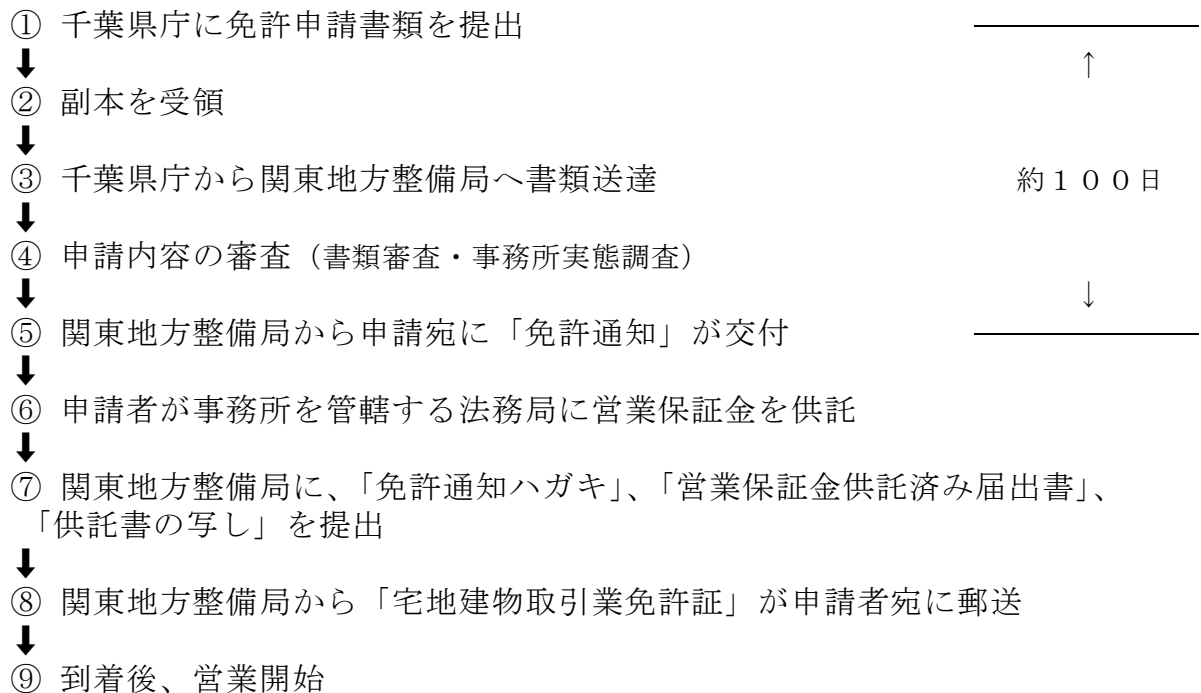 ① 千葉県庁に免許申請書類を提出
⬇ ↑
② 副本を受領
⬇
③ 千葉県庁から関東地方整備局へ書類送達 約１００日
⬇
④ 申請内容の審査（書類審査・事務所実態調査）
⬇ ↓
⑤ 関東地方整備局から申請宛に「免許通知」が交付
⬇
⑥ 申請者が事務所を管轄する法務局に営業保証金を供託
⬇
⑦ 関東地方整備局に、「免許通知ハガキ」、「営業保証金供託済み届出書」、
「供託書の写し」を提出
⬇
⑧ 関東地方整備局から「宅地建物取引業免許証」が申請者宛に郵送
⬇
⑨ 到着後、営業開始